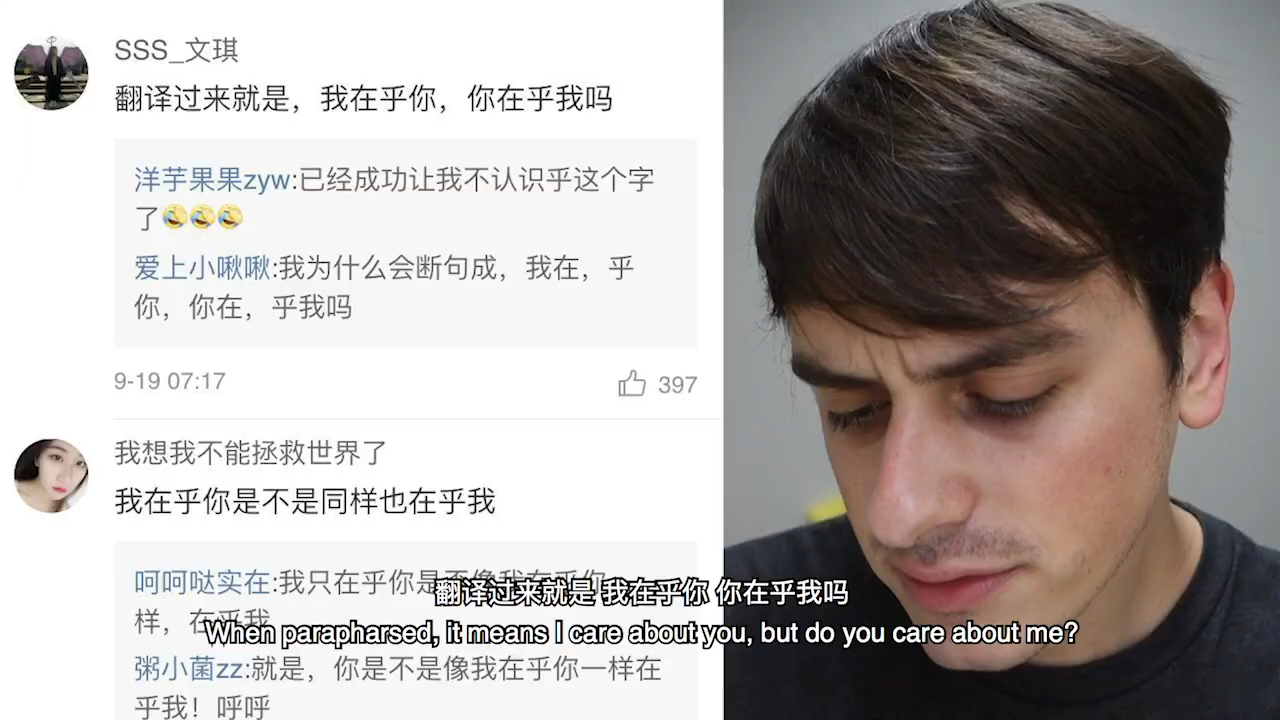 SSS_文琪
翻译过来就是，我在乎你，你在乎我吗
洋芋果果zyw:已经成功让我不认识乎这个字
了🤣🤣🤣
爱上小啾啾:我为什么会断句成，我在，乎
你，你在，乎我吗
9-19 07:17
397
我想我不能拯救世界了
我在乎你是不是同样也在乎我
呵呵哒实在:我只在乎你是不像我在乎你
样，在乎我
翻译过来就是 我在乎你 你在乎我吗
When parapharsed, it means I care about you, but do you care about me?
粥小菌zz:就是，你是不是像我在乎你一样在
乎我！哼哼